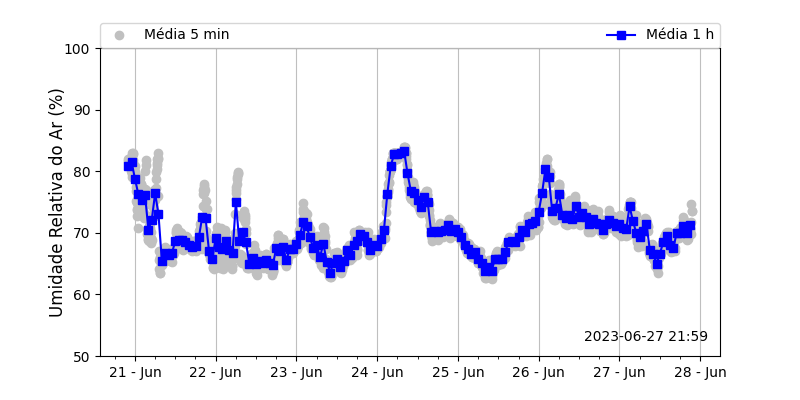 Média 5 min
Média 1 h
100
90
80
70
60
50
Umidade Relativa do Ar (%)
2023-06-27 21:59
21 - Jun
22 - Jun
23 - Jun
24 - Jun
25 - Jun
26 - Jun
27 - Jun
28 - Jun